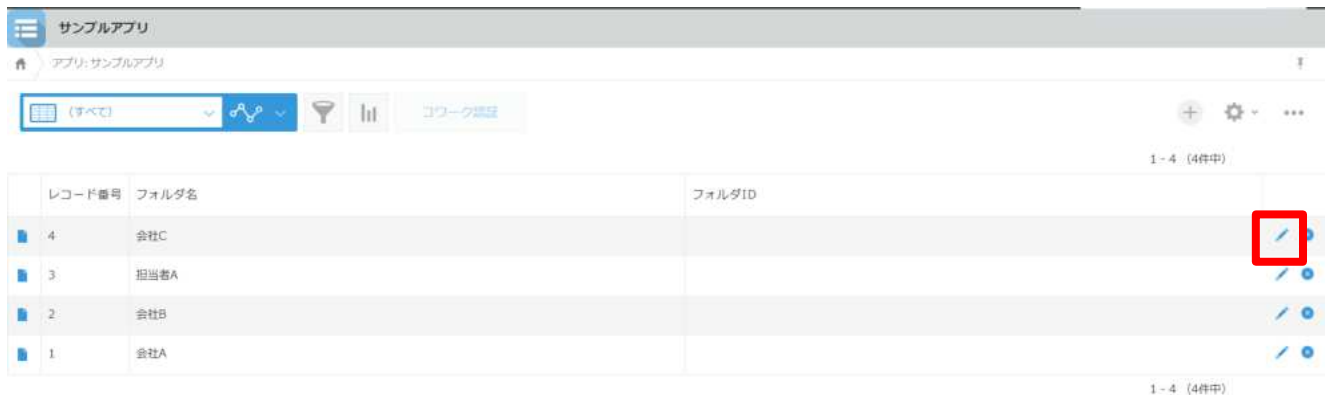 サンプルアプリ
アプリ: サンプルアプリ
(すべて) コワーク認証
1 - 4 (4件中)
レコード番号 フォルダ名 フォルダID
4 会社C
3 担当者A
2 会社B
1 会社A
1 - 4 (4件中)